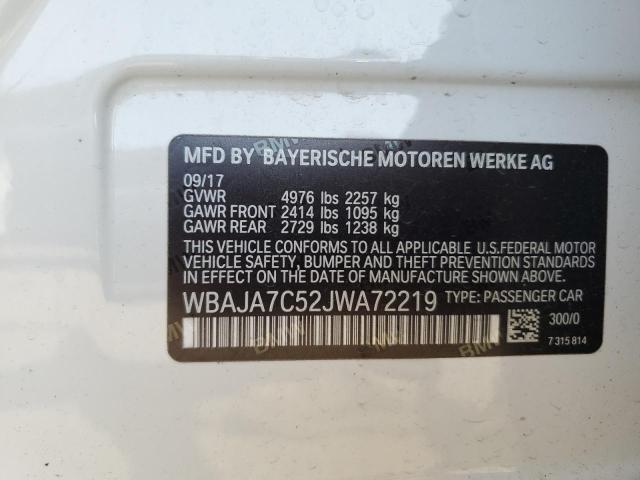 MFD BY BAYERISCHE MOTOREN WERKE AG
09/17
GVWR 4976 lbs 2257 kg
GAWR FRONT 2414 lbs 1095 kg
GAWR REAR 2729 lbs 1238 kg
THIS VEHICLE CONFORMS TO ALL APPLICABLE U.S.FEDERAL MOTOR
VEHICLE SAFETY, BUMPER AND THEFT PREVENTION STANDARDS
IN EFFECT ON THE DATE OF MANUFACTURE SHOWN ABOVE.
WBAJA7C52JWA72219 TYPE: PASSENGER CAR
300/0
7 315 814